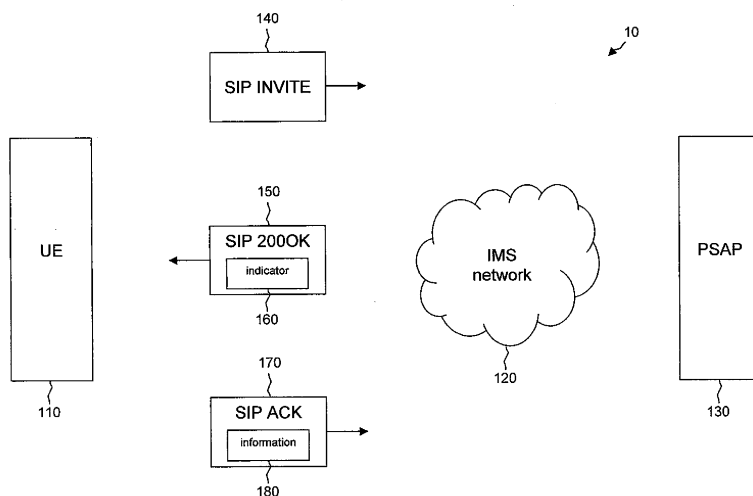 140
10
SIP INVITE
150
UE
SIP 200OK
indicator
160
IMS
network
PSAP
120
170
110
130
SIP ACK
information
180